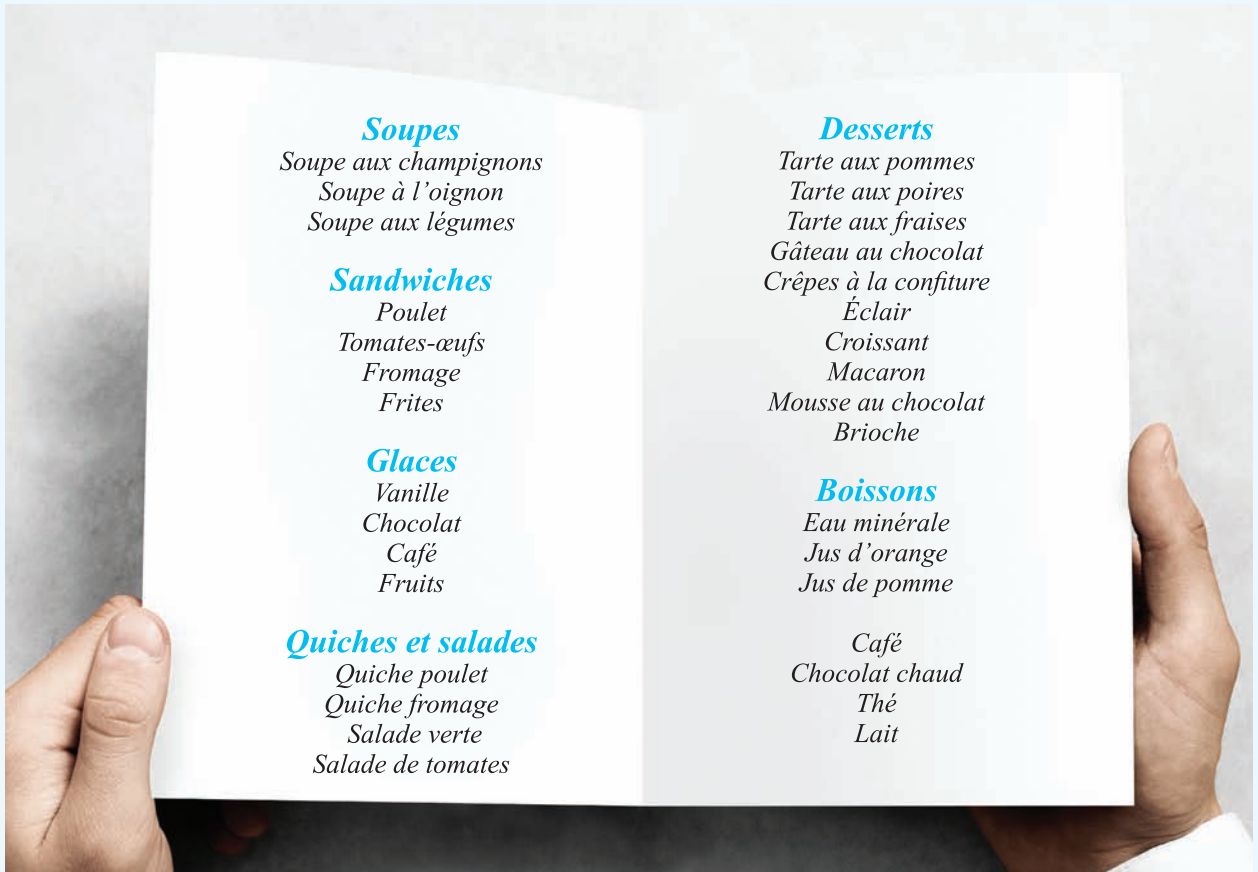 Soupes
Soupe aux champignons
Soupe à l’oignon
Soupe aux légumes
Sandwiches
Poulet
Tomates-œufs
Fromage
Frites
Glaces
Vanille
Chocolat
Café
Fruits
Quiches et salades
Quiche poulet
Quiche fromage
Salade verte
Salade de tomates
Desserts
Tarte aux pommes
Tarte aux poires
Tarte aux fraises
Gâteau au chocolat
Crêpes à la confiture
Éclair
Croissant
Macaron
Mousse au chocolat
Brioche
Boissons
Eau minérale
Jus d’orange
Jus de pomme
Café
Chocolat chaud
Thé
Lait